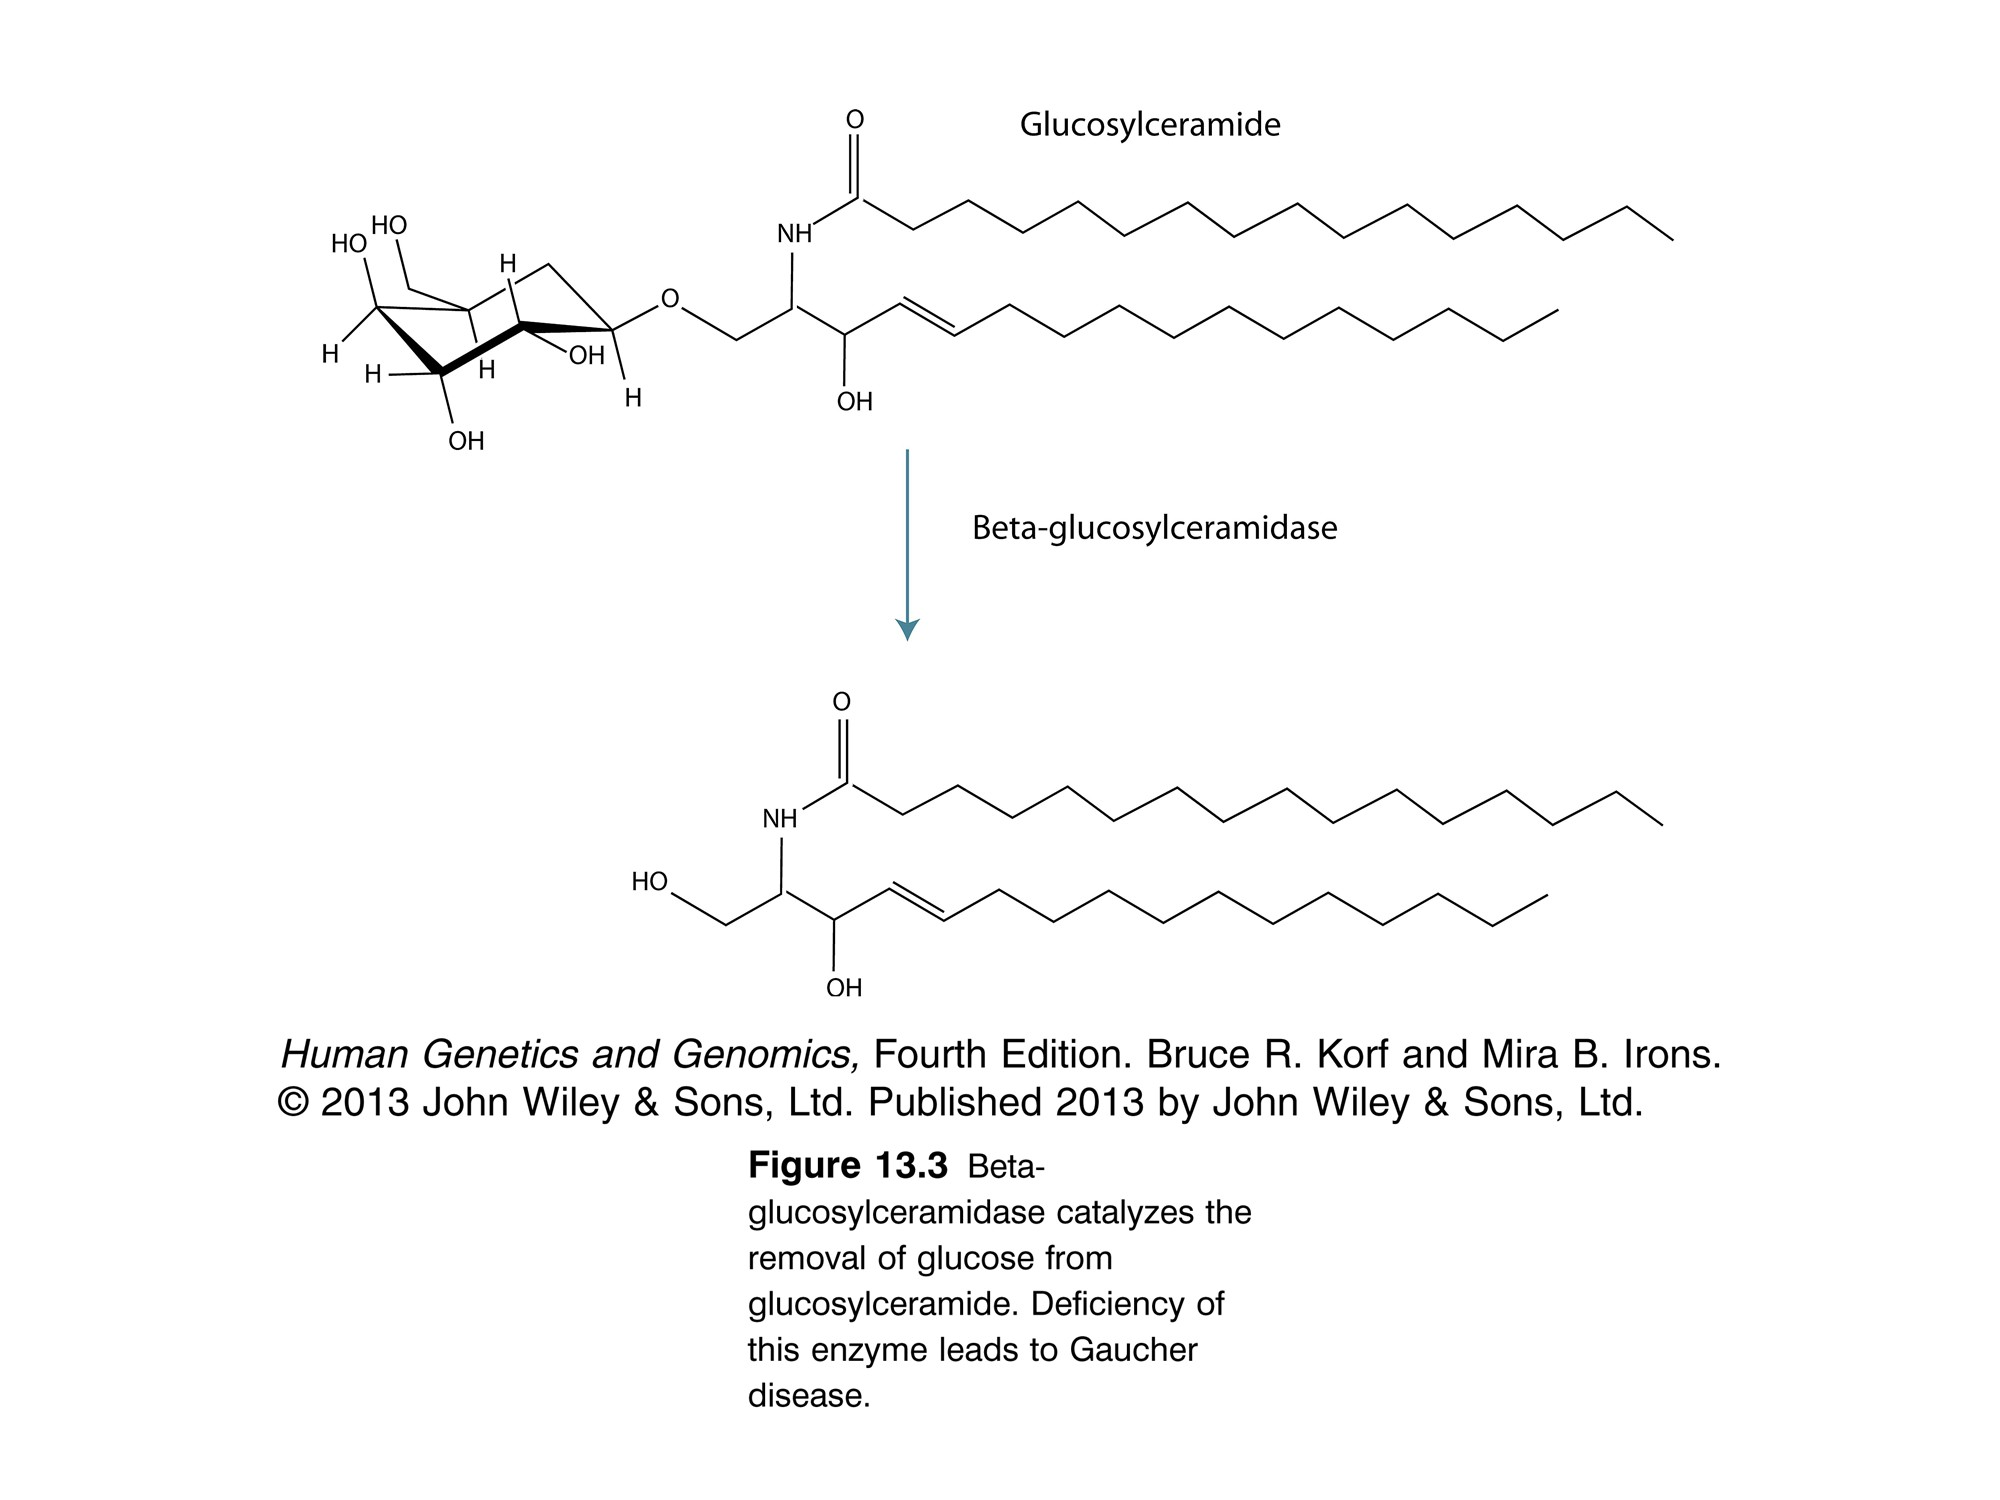 O
Glucosylceramide
HO
HO
NH
H
O
H
OH
H
H
H
OH
OH
Beta-glucosylceramidase
O
NH
HO
OH
Human Genetics and Genomics, Fourth Edition. Bruce R. Korf and Mira B. Irons.
© 2013 John Wiley & Sons, Ltd. Published 2013 by John Wiley & Sons, Ltd.
Figure 13.3 Beta-
glucosylceramidase catalyzes the
removal of glucose from
glucosylceramide. Deficiency of
this enzyme leads to Gaucher
disease.